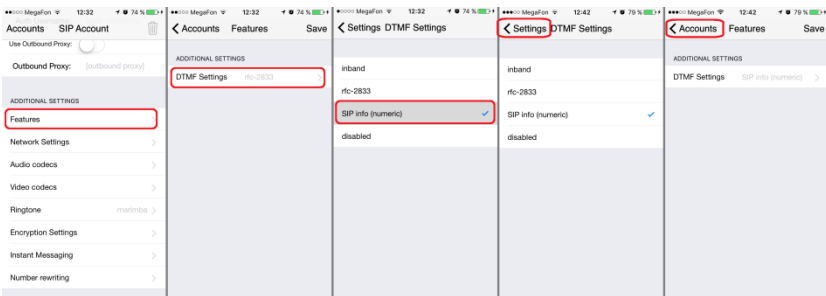 ●●○○○ MegaFon 12:32 74 %
Auth Username
Accounts SIP Account
Use Outbound Proxy:
Outbound Proxy: [outbound proxy]
ADDITIONAL SETTINGS
Features
Network Settings
Audio codecs
Video codecs
Ringtone marimba
Encryption Settings
Instant Messaging
Number rewriting
●●○○○ MegaFon 12:32 74 %
Accounts Features Save
ADDITIONAL SETTINGS
DTMF Settings rfc-2833
●○○○○ MegaFon 12:32 74 %
Settings DTMF Settings
inband
rfc-2833
SIP info (numeric)
disabled
●●●○○ MegaFon 12:42 79 %
Settings DTMF Settings
inband
rfc-2833
SIP info (numeric)
disabled
●●●○○ MegaFon 12:42 79 %
Accounts Features Save
ADDITIONAL SETTINGS
DTMF Settings SIP info (numeric)